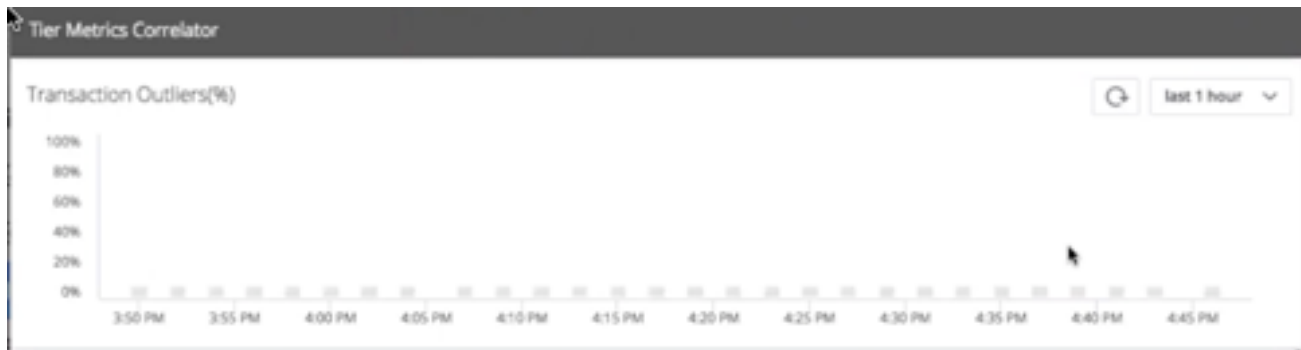 Tier Metrics Correlator
Transaction Outliers(%)
last 1 hour
100%
80%
60%
40%
20%
0%
3:50 PM 3:55 PM 4:00 PM 4:05 PM 4:10 PM 4:15 PM 4:20 PM 4:25 PM 4:30 PM 4:35 PM 4:40 PM 4:45 PM